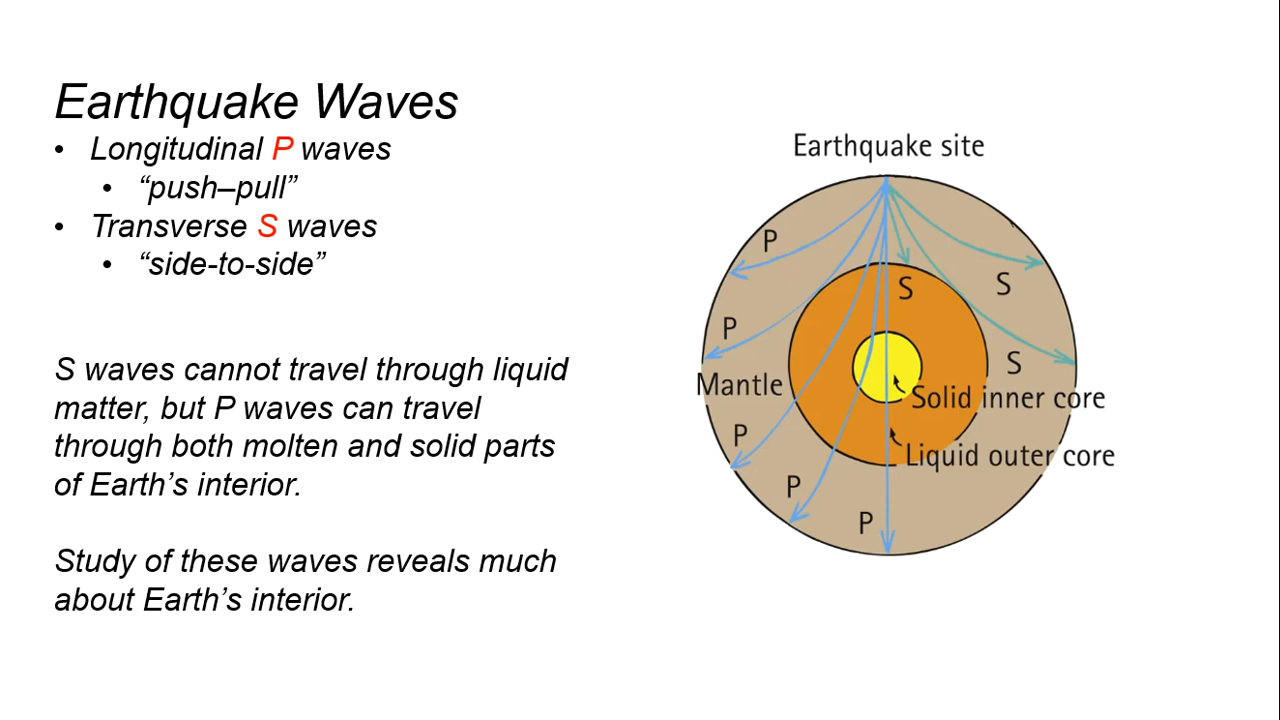 Earthquake Waves
• Longitudinal P waves
• “push–pull”
• Transverse S waves
• “side-to-side”
S waves cannot travel through liquid
matter, but P waves can travel
through both molten and solid parts
of Earth’s interior.
Study of these waves reveals much
about Earth’s interior.
Earthquake site
P
S
S
P
S
Mantle
Solid inner core
P
Liquid outer core
P
P